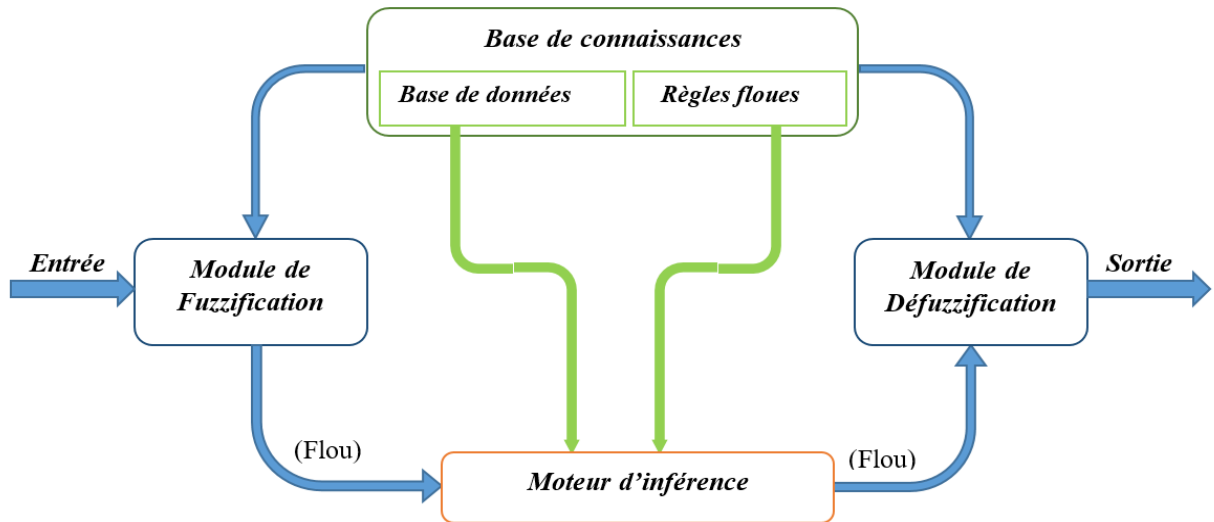 Base de connaissances
Base de données
Règles floues
Entrée
Module de
Fuzzification
Module de
Défuzzification
Sortie
(Flou)
(Flou)
Moteur d’inférence